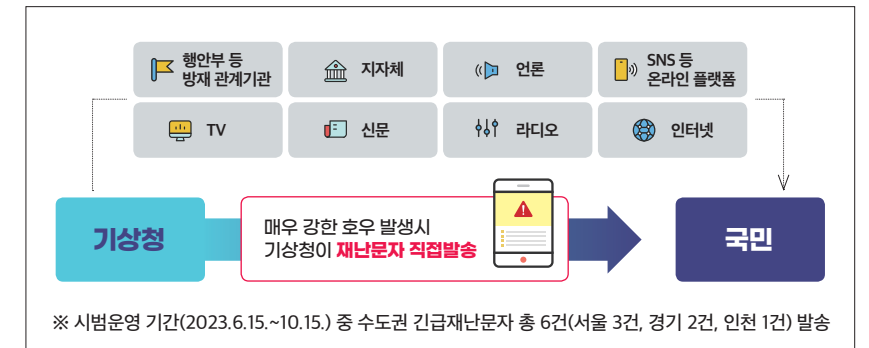 행안부 등
방재 관계기관
지자체
언론
SNS 등
온라인 플랫폼
TV
신문
라디오
인터넷
기상청
매우 강한 호우 발생시
기상청이 재난문자 직접발송
국민
※ 시범운영 기간(2023.6.15.~10.15.) 중 수도권 긴급재난문자 총 6건(서울 3건, 경기 2건, 인천 1건) 발송